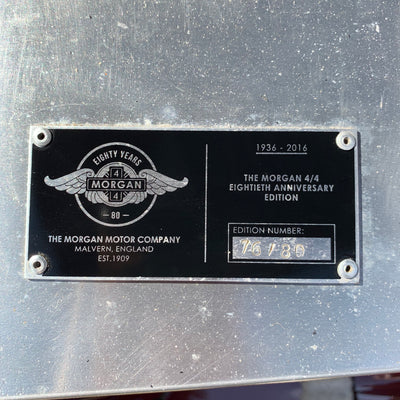 EIGHTY YEARS
4
MORGAN
4
80
THE MORGAN MOTOR COMPANY
MALVERN, ENGLAND
EST.1909
1936 - 2016
THE MORGAN 4/4
EIGHTIETH ANNIVERSARY
EDITION
EDITION NUMBER: